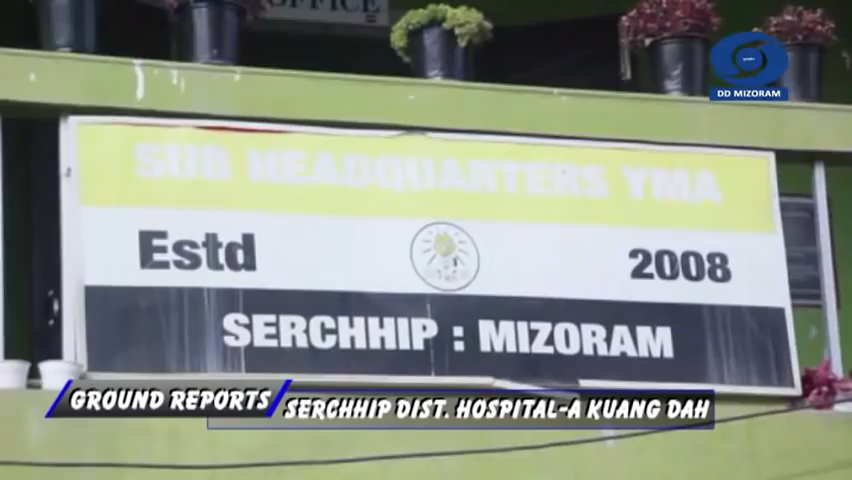 OFFICE
DD MIZORAM
SUB HEADQUARTERS YMA
Estd 2008
SERCHHIP : MIZORAM
GROUND REPORTS
SERCHHIP DIST. HOSPITAL-A KUANG DAH